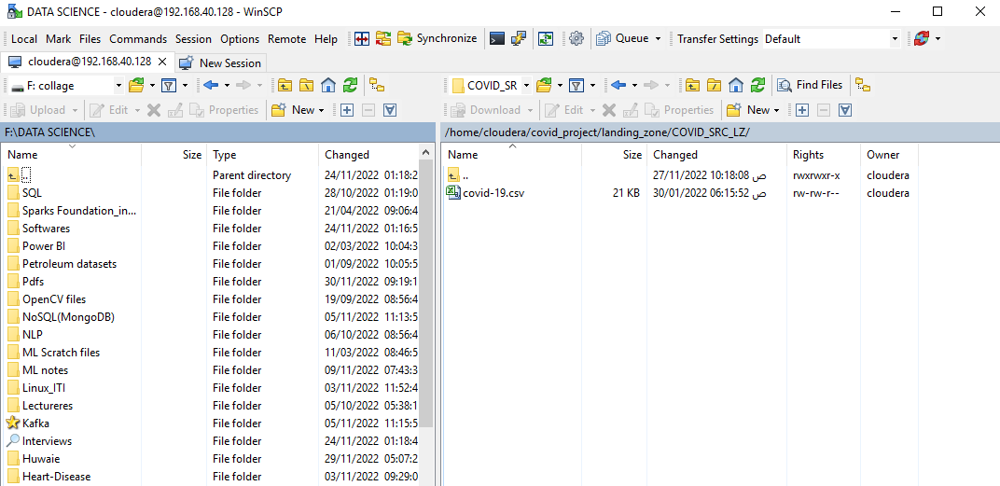 DATA SCIENCE - cloudera@192.168.40.128 - WinSCP
Local Mark Files Commands Session Options Remote Help Synchronize Queue Transfer Settings Default
cloudera@192.168.40.128 New Session
F: collage COVID_SR Find Files
Upload Edit Properties New Download Edit Properties New
F:\DATA SCIENCE\ /home/cloudera/covid_project/landing_zone/COVID_SRC_LZ/
Name Size Type Changed Name Size Changed Rights Owner
.. Parent directory 24/11/2022 01:18:2 .. 27/11/2022 10:18:08 ص rwxrwxr-x cloudera
SQL File folder 28/10/2022 01:19:0 covid-19.csv 21 KB 30/01/2022 06:15:52 ص rw-rw-r-- cloudera
Sparks Foundation_in... File folder 21/04/2022 09:06:4
Softwares File folder 24/11/2022 01:16:5
Power BI File folder 02/03/2022 10:04:3
Petroleum datasets File folder 01/09/2022 10:05:5
Pdfs File folder 30/11/2022 09:19:1
OpenCV files File folder 19/09/2022 08:56:4
NoSQL(MongoDB) File folder 05/11/2022 11:13:5
NLP File folder 06/10/2022 08:56:4
ML Scratch files File folder 11/03/2022 08:46:5
ML notes File folder 09/11/2022 07:43:3
Linux_ITI File folder 03/11/2022 11:52:4
Lectureres File folder 05/10/2022 05:38:1
Kafka File folder 05/11/2022 11:15:5
Interviews File folder 24/11/2022 01:18:4
Huwaie File folder 29/11/2022 05:07:2
Heart-Disease File folder 03/11/2022 09:29:0